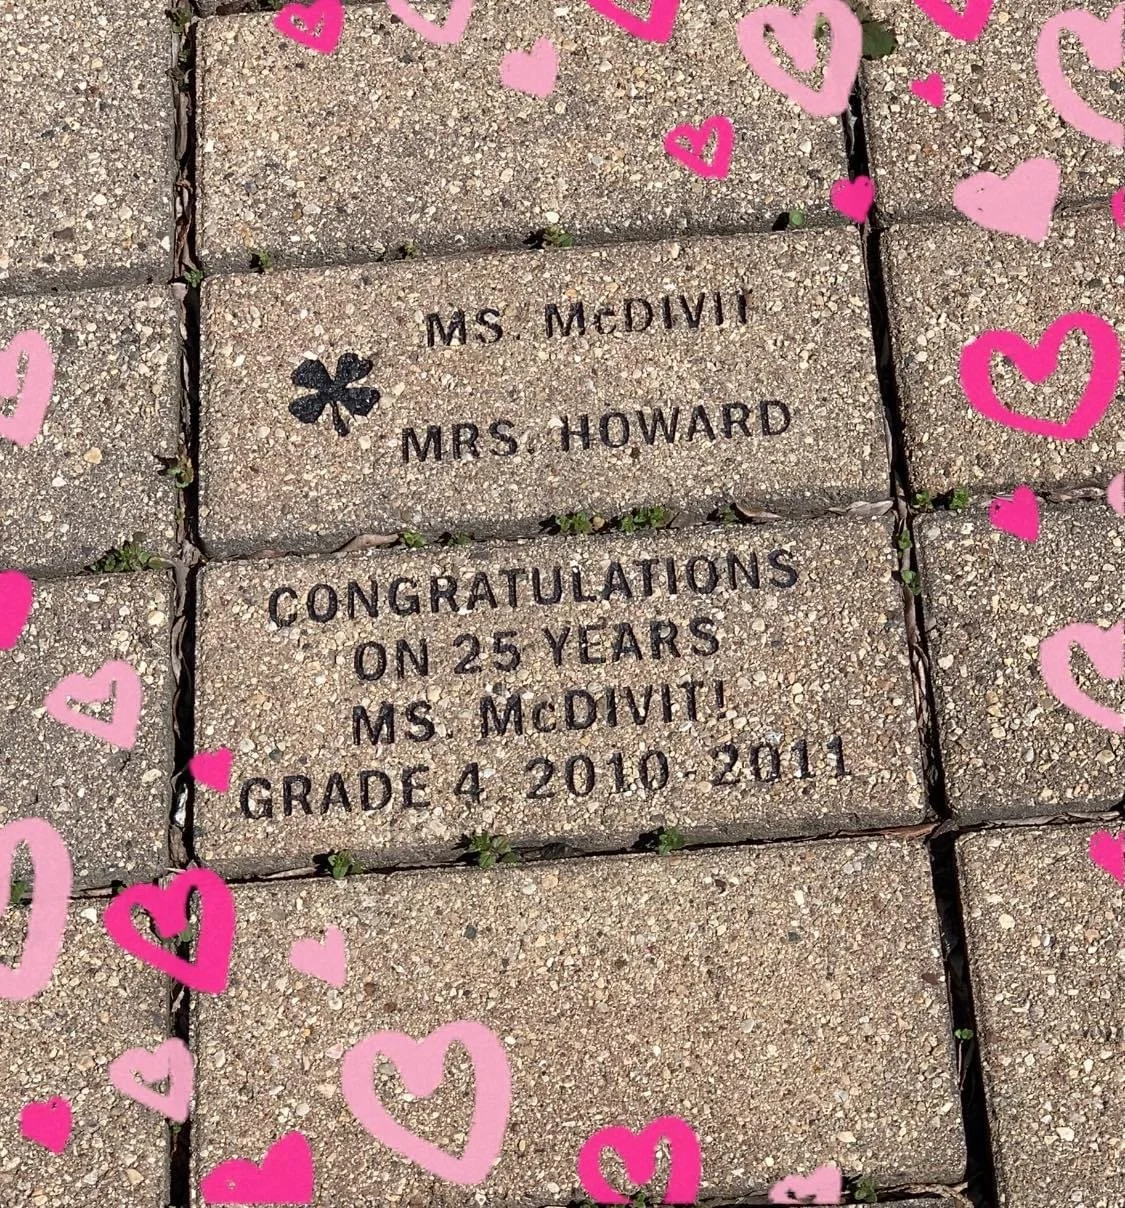 MS. McDIVIT
MRS. HOWARD
CONGRATULATIONS
ON 25 YEARS
MS. McDIVIT!
GRADE 4 2010-2011